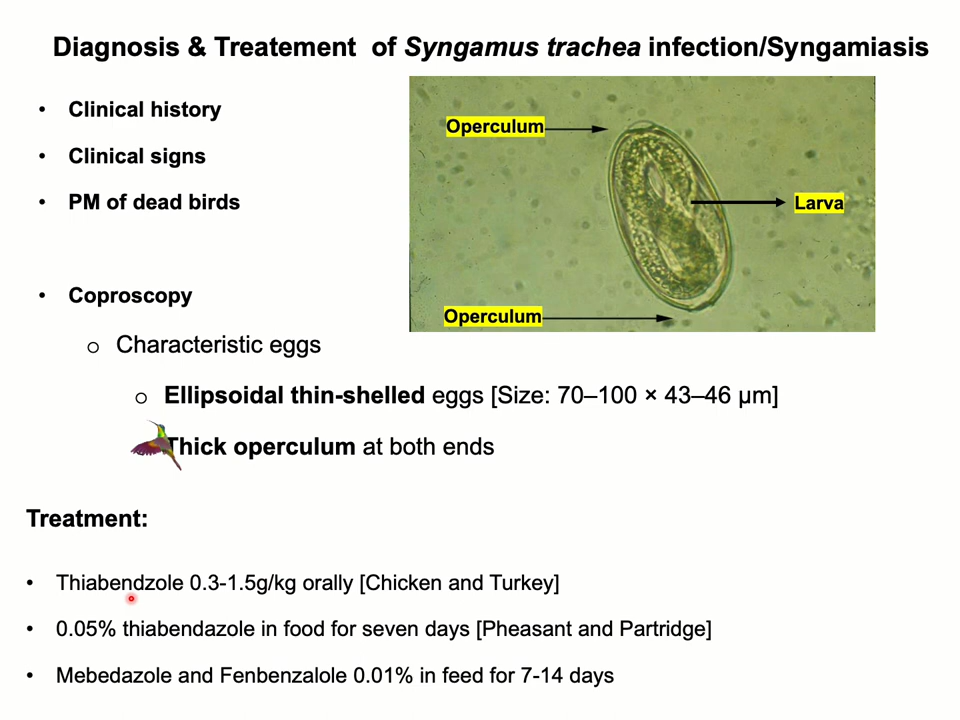 Diagnosis & Treatement of Syngamus trachea infection/Syngamiasis
• Clinical history
• Clinical signs
• PM of dead birds
Operculum
Larva
Operculum
• Coproscopy
o Characteristic eggs
o Ellipsoidal thin-shelled eggs [Size: 70–100 × 43–46 µm]
Thick operculum at both ends
Treatment:
• Thiabendzole 0.3-1.5g/kg orally [Chicken and Turkey]
• 0.05% thiabendazole in food for seven days [Pheasant and Partridge]
• Mebedazole and Fenbenzalole 0.01% in feed for 7-14 days